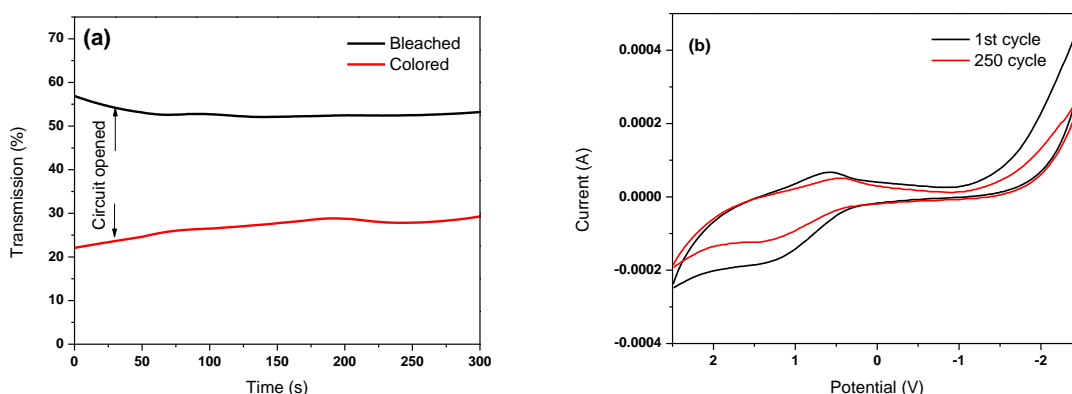 (a)
Bleached
Colored
Circuit opened
Transmission (%)
70
60
50
40
30
20
10
0
0
50
100
150
200
250
300
Time (s)
(b)
1st cycle
250 cycle
Current (A)
0.0004
0.0002
0.0000
-0.0002
-0.0004
2
1
0
-1
-2
Potential (V)